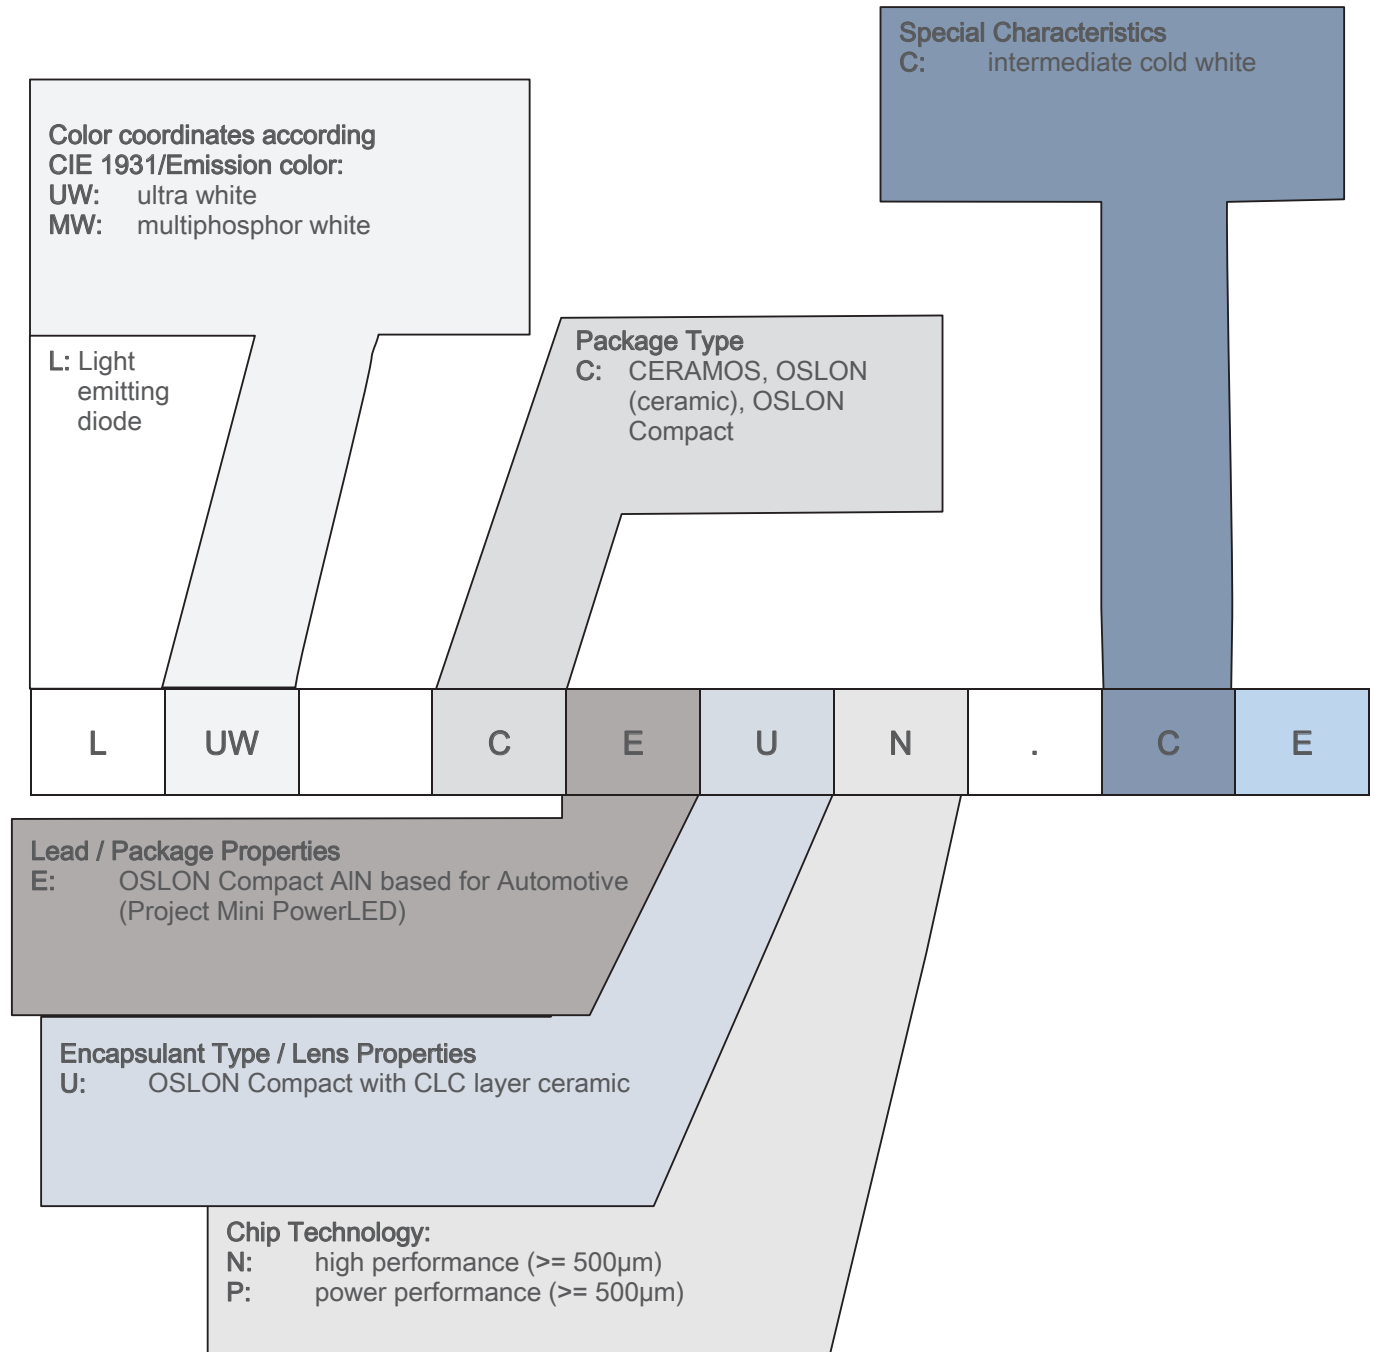 Special Characteristics
C: intermediate cold white
Color coordinates according
CIE 1931/Emission color:
UW: ultra white
MW: multiphosphor white
L: Light
emitting
diode
Package Type
C: CERAMOS, OSLON
(ceramic), OSLON
Compact
L UW C E U N . C E
Lead / Package Properties
E: OSLON Compact AlN based for Automotive
(Project Mini PowerLED)
Encapsulant Type / Lens Properties
U: OSLON Compact with CLC layer ceramic
Chip Technology:
N: high performance (>= 500µm)
P: power performance (>= 500µm)